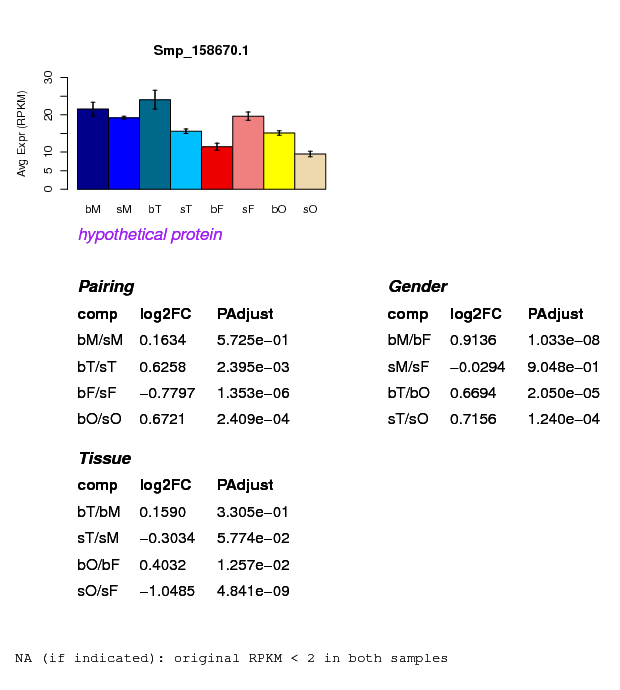 Smp_158670.1
Avg Expr (RPKM)
30
20
10
5
0
bM sM bT sT bF sF bO sO
hypothetical protein
Pairing
comp log2FC PAdjust
bM/sM 0.1634 5.725e−01
bT/sT 0.6258 2.395e−03
bF/sF −0.7797 1.353e−06
bO/sO 0.6721 2.409e−04
Gender
comp log2FC PAdjust
bM/bF 0.9136 1.033e−08
sM/sF −0.0294 9.048e−01
bT/bO 0.6694 2.050e−05
sT/sO 0.7156 1.240e−04
Tissue
comp log2FC PAdjust
bT/bM 0.1590 3.305e−01
sT/sM −0.3034 5.774e−02
bO/bF 0.4032 1.257e−02
sO/sF −1.0485 4.841e−09
NA (if indicated): original RPKM < 2 in both samples